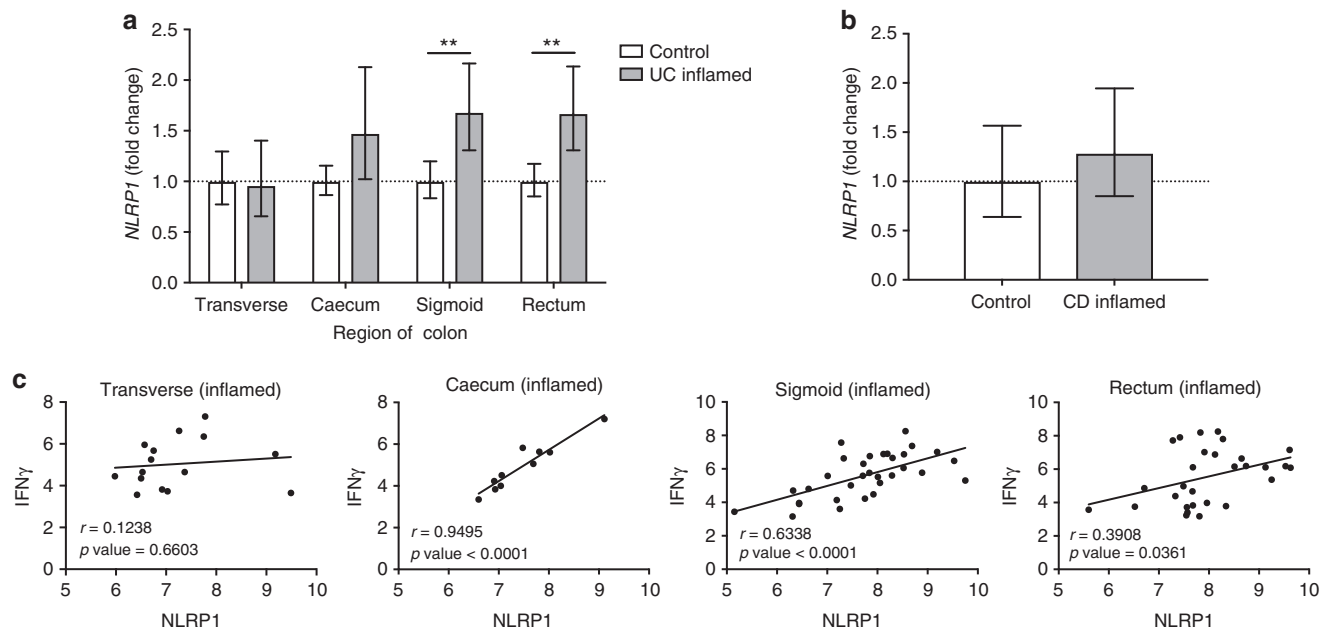 a
2.5
2.0
1.5
1.0
0.5
0.0
NLRP1 (fold change)
**
**
Transverse
Caecum
Sigmoid
Rectum
Region of colon
Control
UC inflamed
b
2.5
2.0
1.5
1.0
0.5
0.0
NLRP1 (fold change)
Control
CD inflamed
c
Transverse (inflamed)
8
6
4
2
0
IFNγ
r = 0.1238
p value = 0.6603
5 6 7 8 9 10
NLRP1
Caecum (inflamed)
8
6
4
2
0
IFNγ
r = 0.9495
p value < 0.0001
5 6 7 8 9 10
NLRP1
Sigmoid (inflamed)
10
8
6
4
2
0
IFNγ
r = 0.6338
p value < 0.0001
5 6 7 8 9 10
NLRP1
Rectum (inflamed)
10
8
6
4
2
0
IFNγ
r = 0.3908
p value = 0.0361
5 6 7 8 9 10
NLRP1